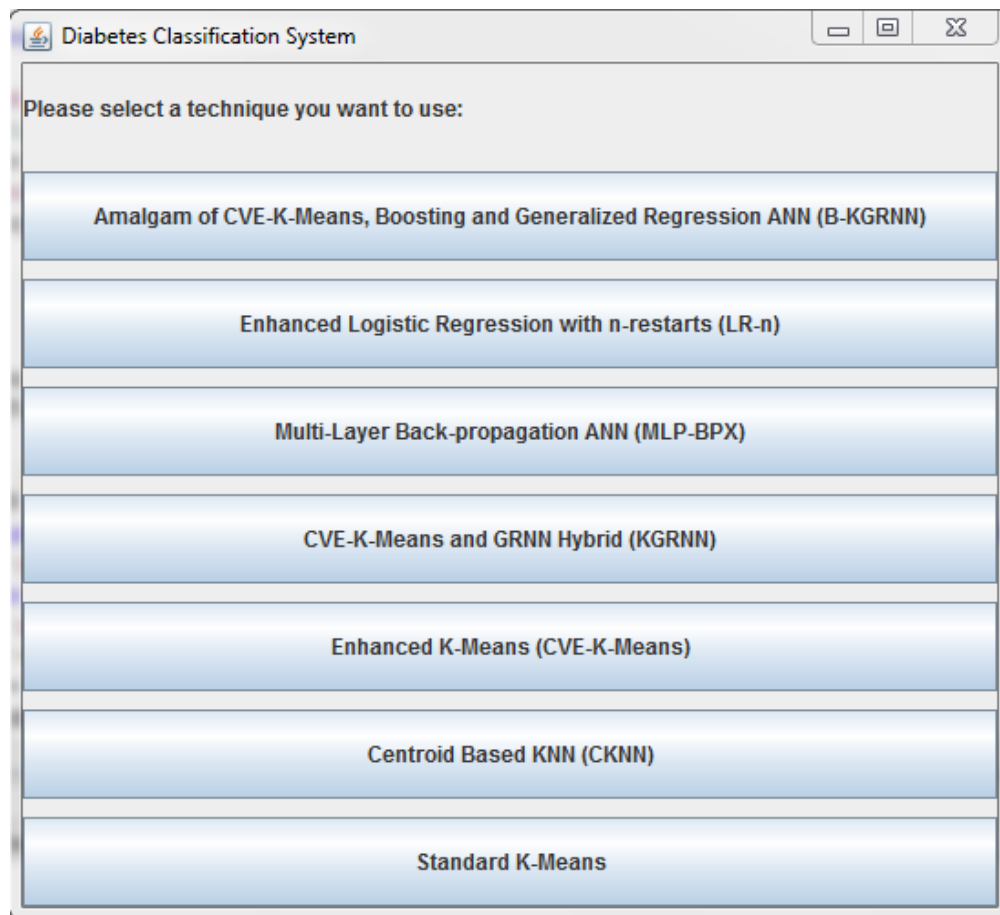 Diabetes Classification System
Please select a technique you want to use:
Amalgam of CVE-K-Means, Boosting and Generalized Regression ANN (B-KGRNN)
Enhanced Logistic Regression with n-restarts (LR-n)
Multi-Layer Back-propagation ANN (MLP-BPX)
CVE-K-Means and GRNN Hybrid (KGRNN)
Enhanced K-Means (CVE-K-Means)
Centroid Based KNN (CKNN)
Standard K-Means